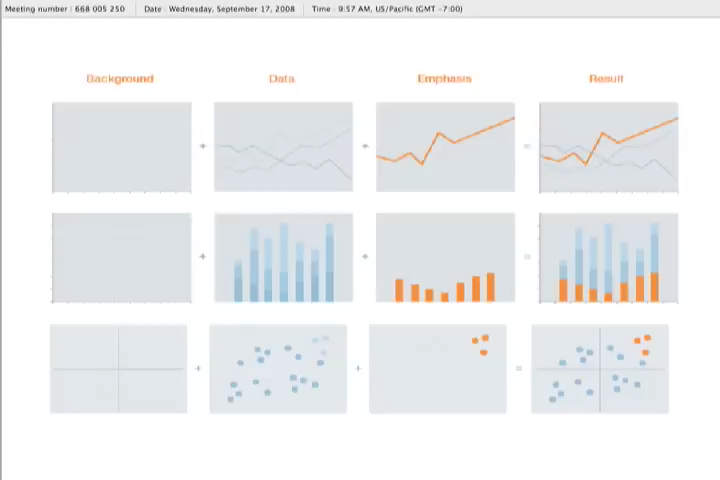 Meeting number : 668 005 250 Date : Wednesday, September 17, 2008 Time : 9:57 AM, US/Pacific (GMT -7:00)
Background Data Emphasis Result
+ + =
+ + =
+ + =